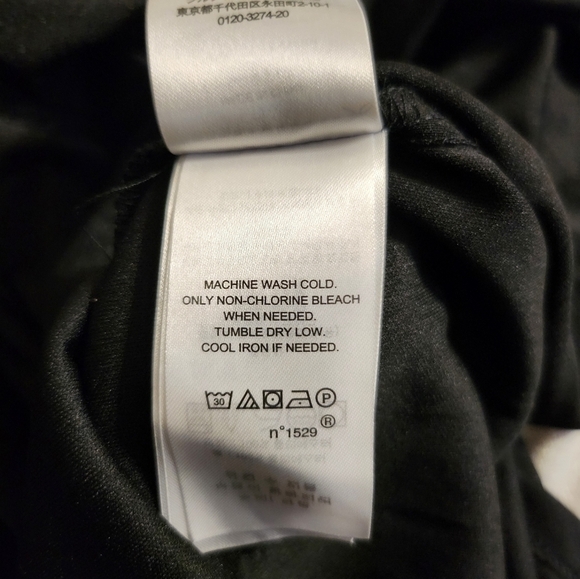 東京都千代田区永田町2-10-1
0120-3274-20
MACHINE WASH COLD.
ONLY NON-CHLORINE BLEACH
WHEN NEEDED.
TUMBLE DRY LOW.
COOL IRON IF NEEDED.
30 P
®
n°1529